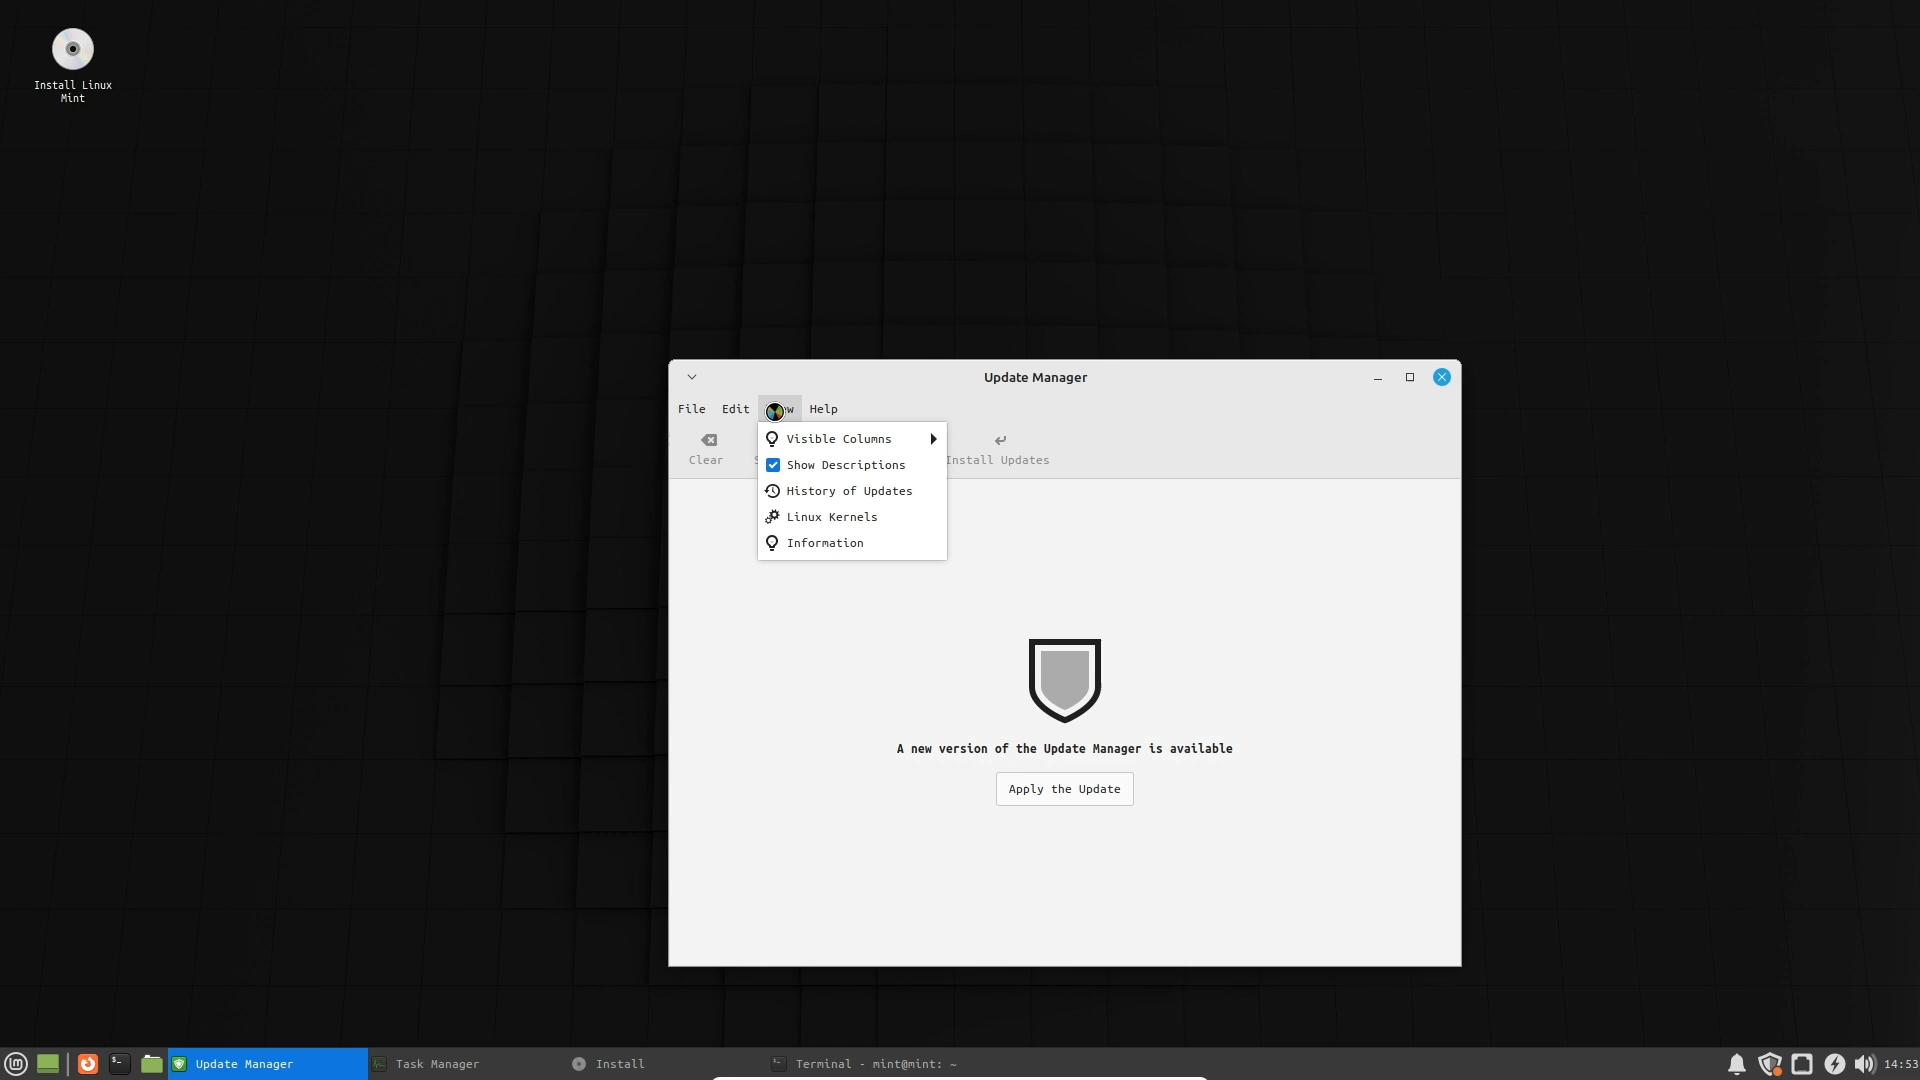 Install Linux
Mint
Update Manager
File Edit Help
Visible Columns
Clear
Show Descriptions
Install Updates
History of Updates
Linux Kernels
Information
A new version of the Update Manager is available
Apply the Update
Update Manager
Task Manager
Install
Terminal - mint@mint: ~
14:53